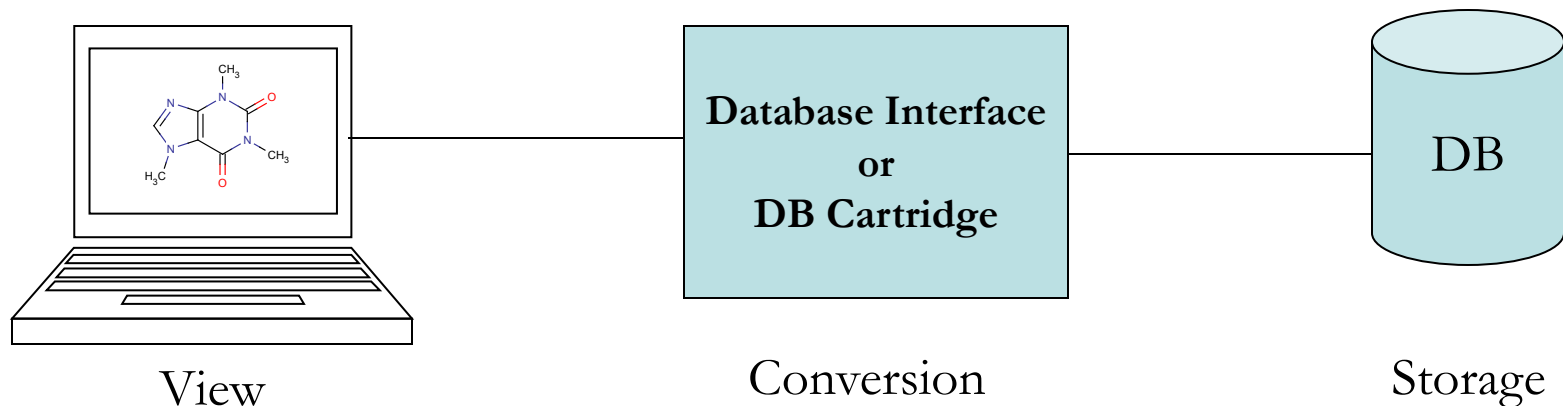 CH3
N
N
O
N
N
CH3
H3C
O
Database Interface
or
DB Cartridge
DB
View
Conversion
Storage